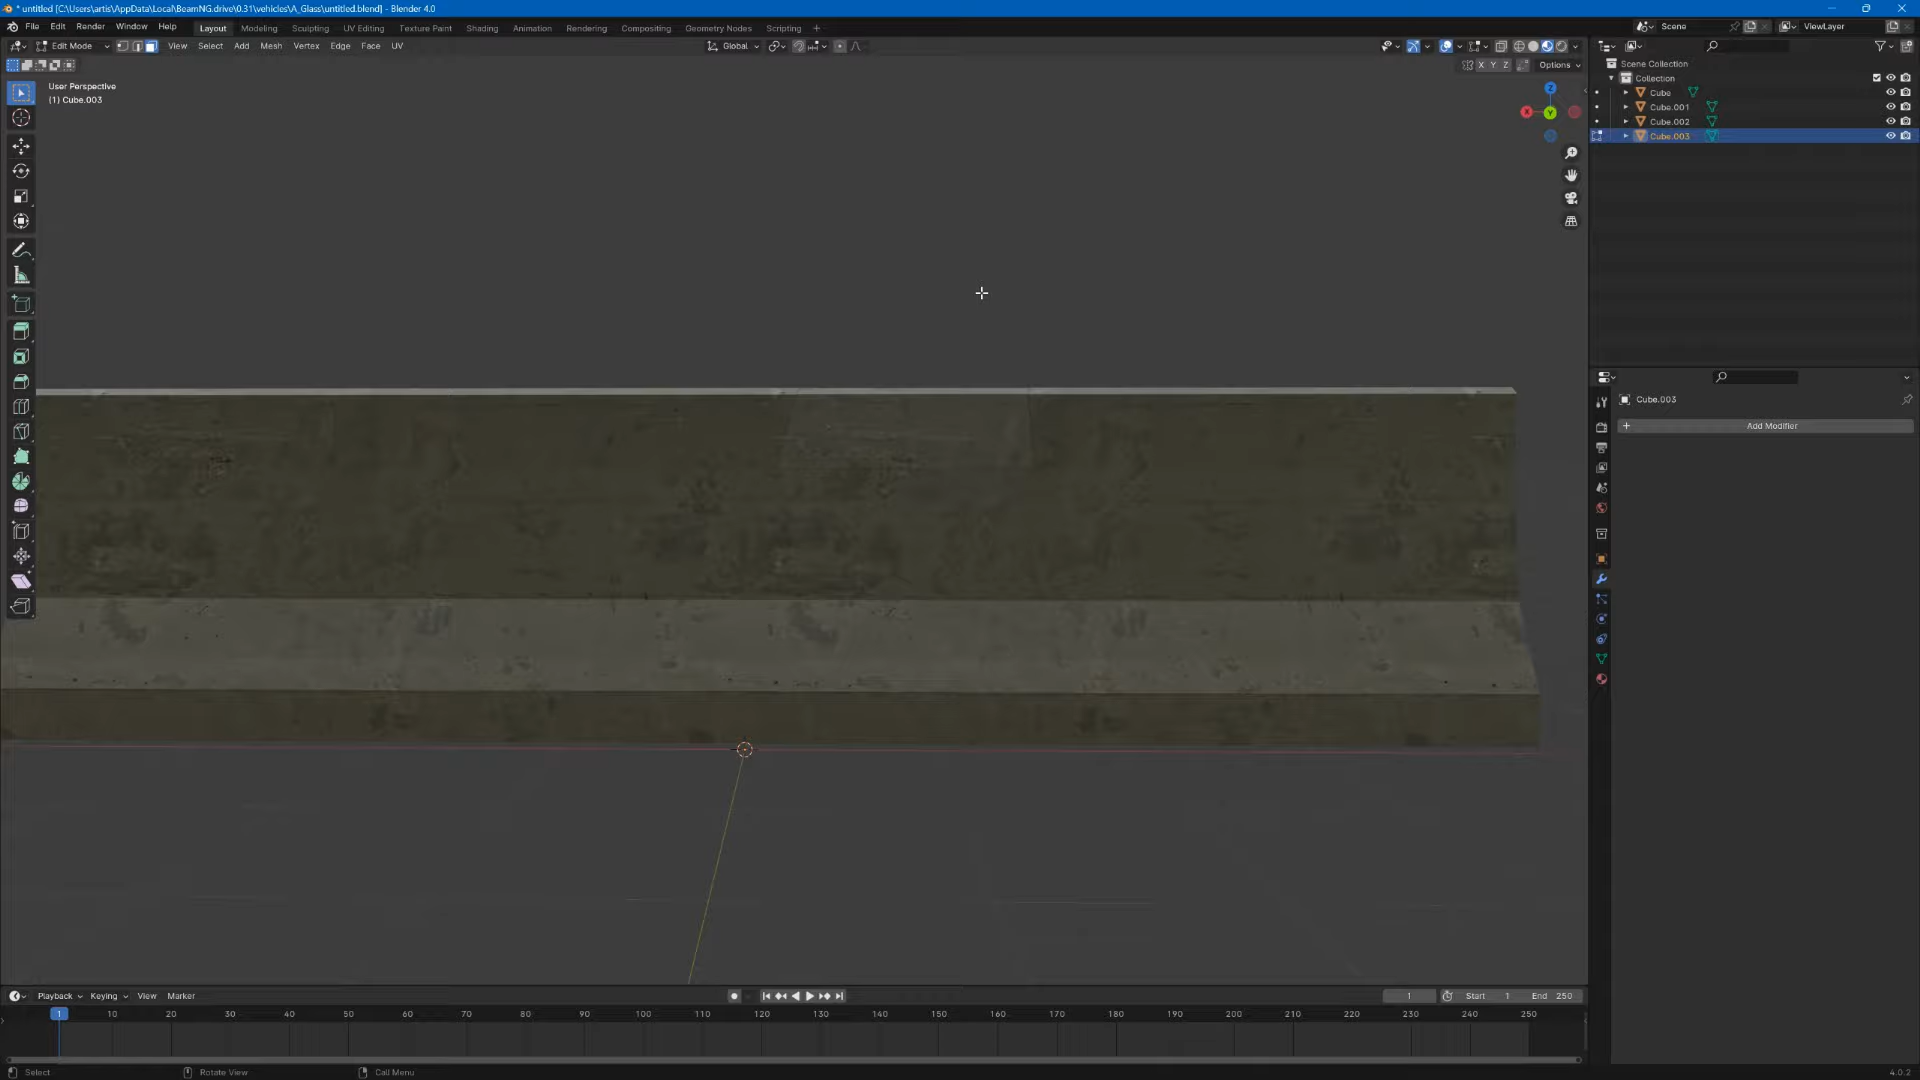 * untitled [C:\Users\artis\AppData\Local\BeamNG.drive\0.31\vehicles\A_Glass\untitled.blend] - Blender 4.0
File Edit Render Window Help Layout Modeling Sculpting UV Editing Texture Paint Shading Animation Rendering Compositing Geometry Nodes Scripting + Scene ViewLayer
Edit Mode View Select Add Mesh Vertex Edge Face UV Global
X Y Z Options
User Perspective
(1) Cube.003
Z
X Y
Scene Collection
Collection
Cube
Cube.001
Cube.002
Cube.003
Cube.003
+ Add Modifier
Playback Keying View Marker 1 Start 1 End 250
1 10 20 30 40 50 60 70 80 90 100 110 120 130 140 150 160 170 180 190 200 210 220 230 240 250
Select Rotate View Call Menu 4.0.2